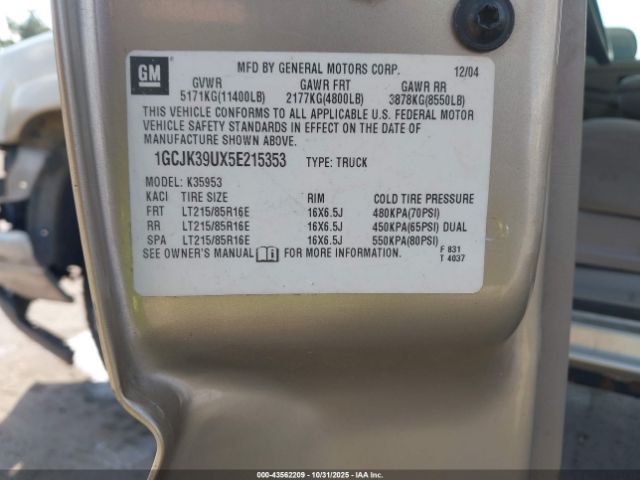 GM
MFD BY GENERAL MOTORS CORP. 12/04
GVWR GAWR FRT GAWR RR
5171KG(11400LB) 2177KG(4800LB) 3878KG(8550LB)
THIS VEHICLE CONFORMS TO ALL APPLICABLE U.S. FEDERAL MOTOR
VEHICLE SAFETY STANDARDS IN EFFECT ON THE DATE OF
MANUFACTURE SHOWN ABOVE.
1GCJK39UX5E215353 TYPE: TRUCK
MODEL: K35953
KACI TIRE SIZE RIM COLD TIRE PRESSURE
FRT LT215/85R16E 16X6.5J 480KPA(70PSI)
RR LT215/85R16E 16X6.5J 450KPA(65PSI) DUAL
SPA LT215/85R16E 16X6.5J 550KPA(80PSI)
SEE OWNER'S MANUAL FOR MORE INFORMATION.
F 831
T 4037
000-43562209 - 10/31/2025 - IAA, Inc.